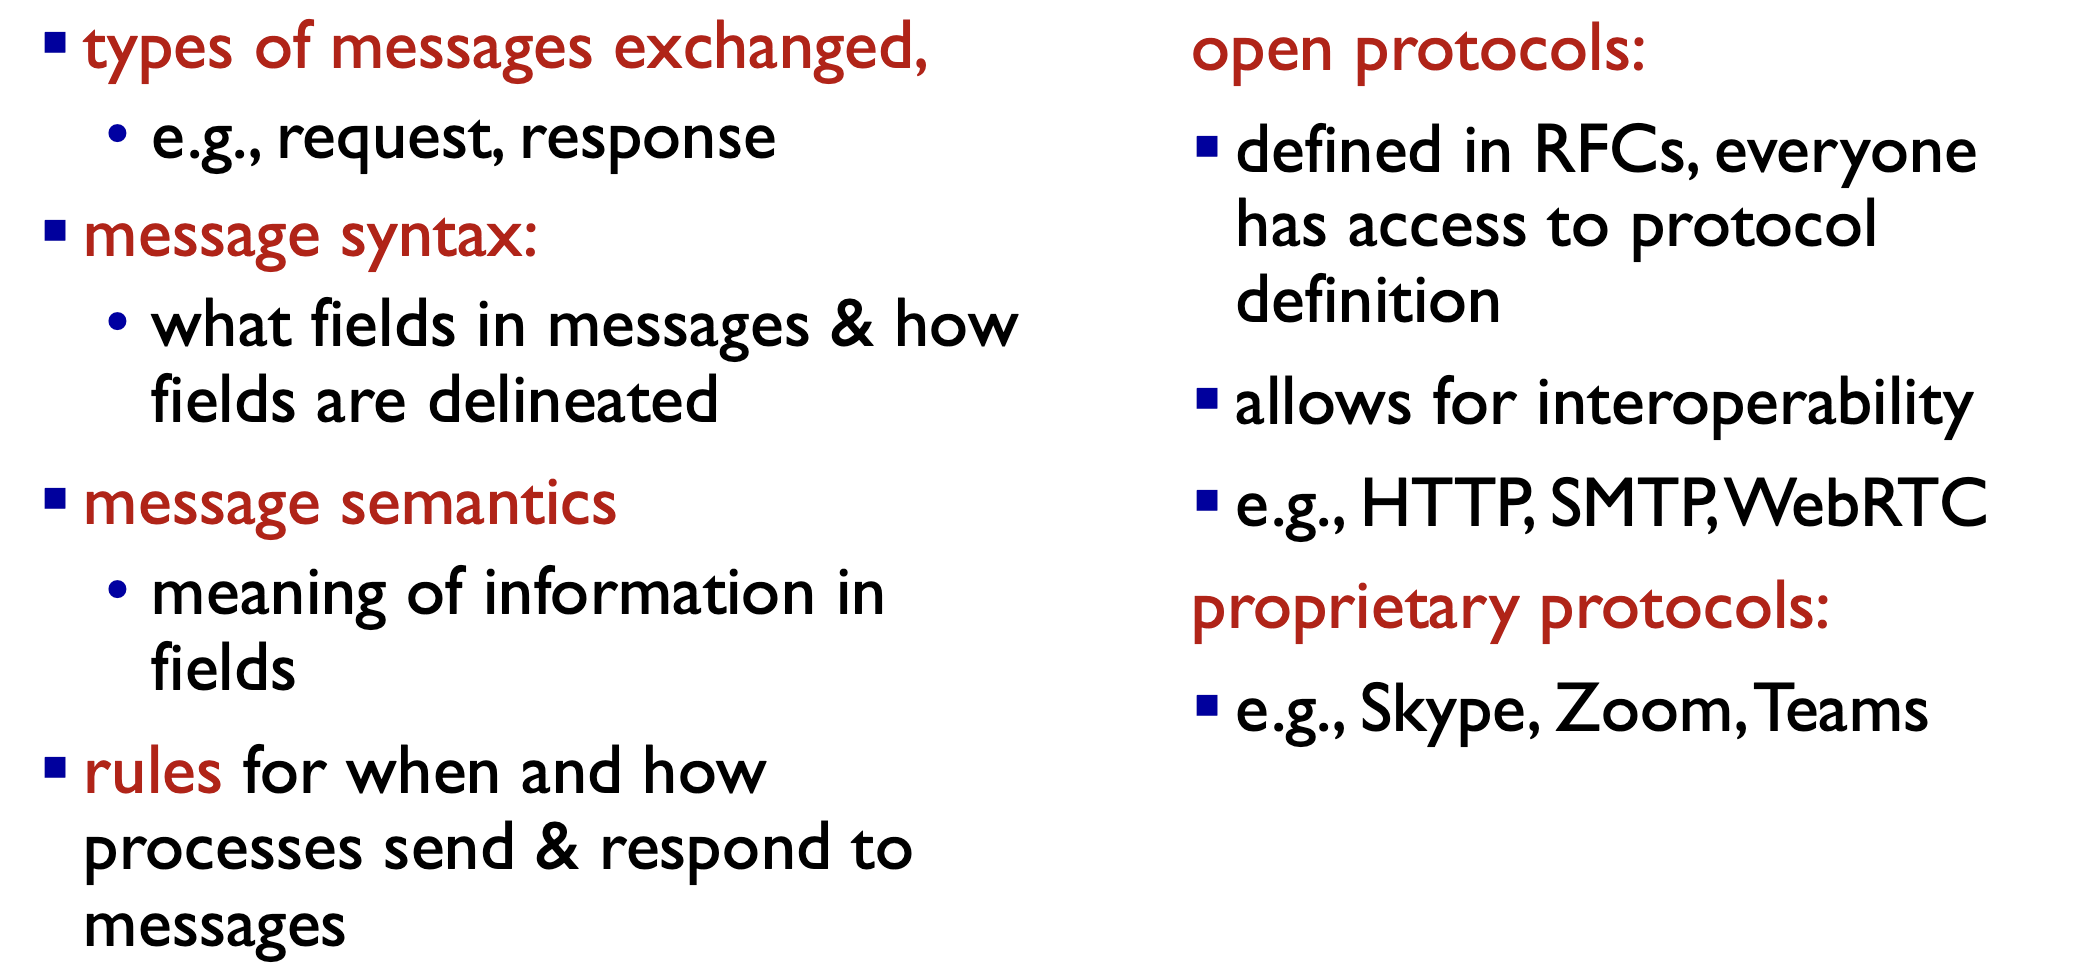 types of messages exchanged,
• e.g., request, response
message syntax:
• what fields in messages & how
fields are delineated
message semantics
• meaning of information in
fields
rules for when and how
processes send & respond to
messages
open protocols:
defined in RFCs, everyone
has access to protocol
definition
allows for interoperability
e.g., HTTP, SMTP, WebRTC
proprietary protocols:
e.g., Skype, Zoom, Teams